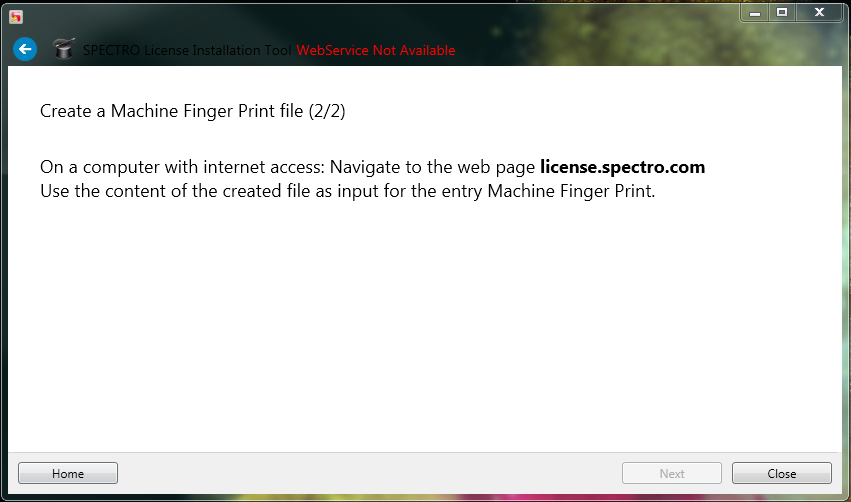 SPECTRO License Installation Tool WebService Not Available
Create a Machine Finger Print file (2/2)
On a computer with internet access: Navigate to the web page license.spectro.com
Use the content of the created file as input for the entry Machine Finger Print.
Home
Next
Close